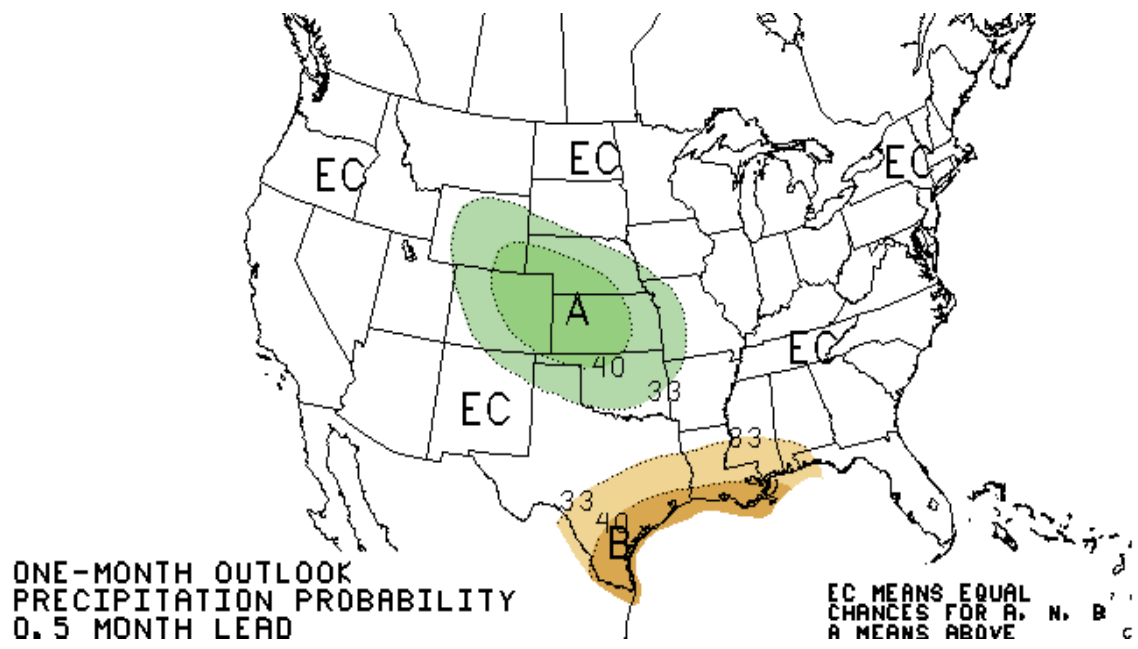 EC
EC
EC
A
40
33
EC
EC
33
33
40
B
ONE-MONTH OUTLOOK
PRECIPITATION PROBABILITY
0.5 MONTH LEAD
EC MEANS EQUAL
CHANCES FOR A, N, B
A MEANS ABOVE
C